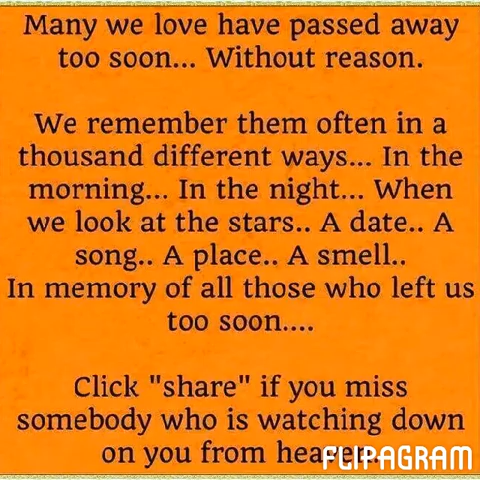 Many we love have passed away
too soon... Without reason.
We remember them often in a
thousand different ways... In the
morning... In the night... When
we look at the stars.. A date.. A
song.. A place.. A smell..
In memory of all those who left us
too soon....
Click "share" if you miss
somebody who is watching down
on you from heaven.
FLIPAGRAM